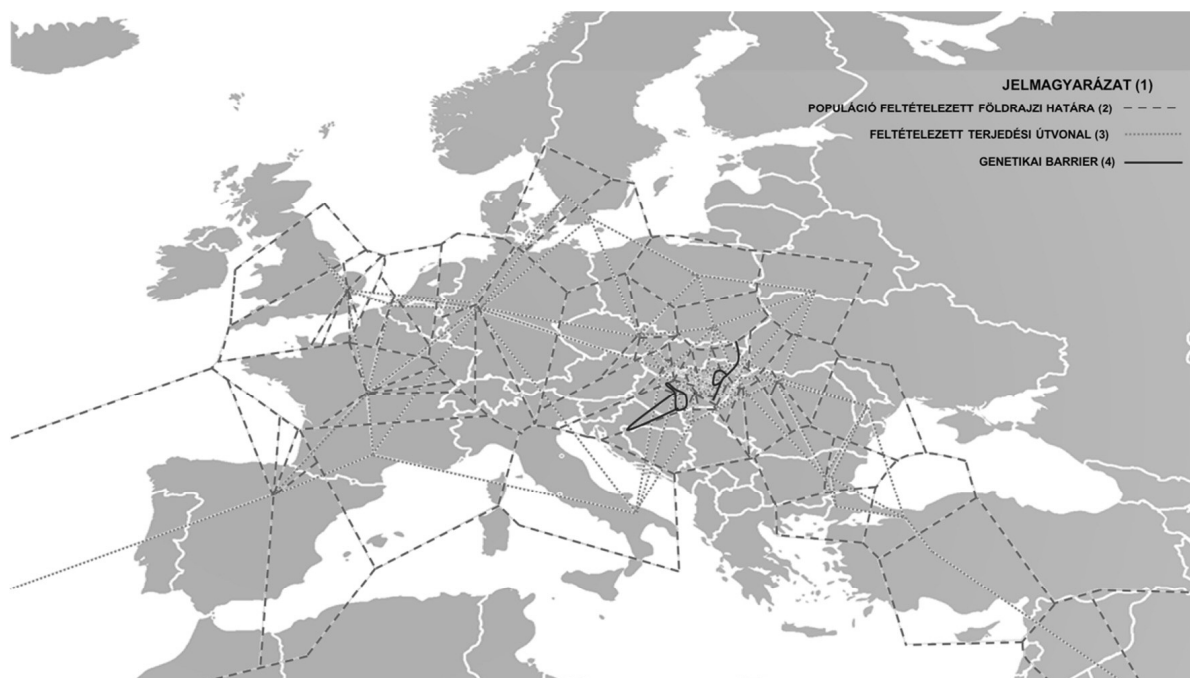 JELMAGYARÁZAT (1)
POPULÁCIÓ FELTÉTELEZETT FÖLDRAJZI HATÁRA (2)
FELTÉTELEZETT TERJEDÉSI ÚTVONAL (3)
GENETIKAI BARRIER (4)